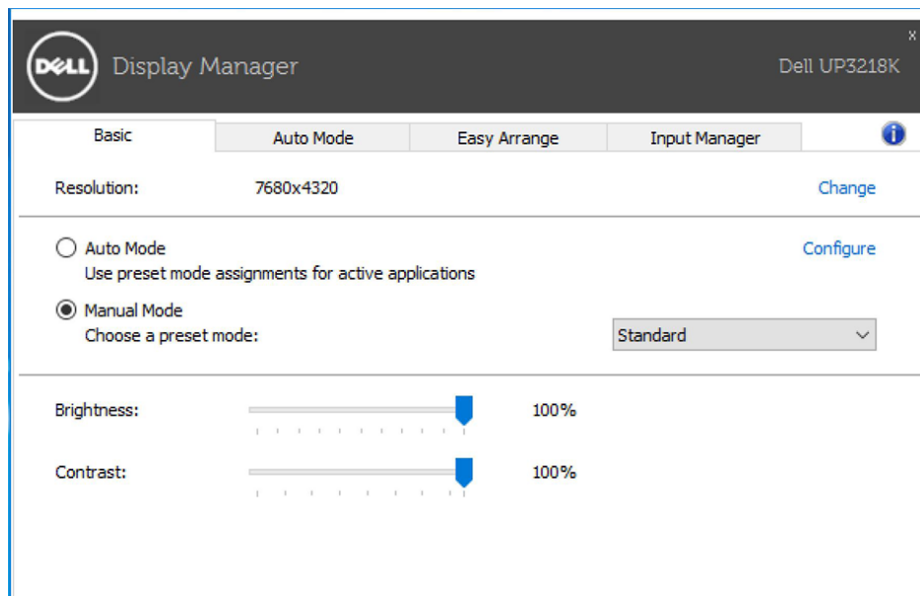 DELL Display Manager
x
Dell UP3218K
Basic Auto Mode Easy Arrange Input Manager i
Resolution: 7680x4320 Change
Auto Mode Configure
Use preset mode assignments for active applications
Manual Mode
Choose a preset mode: Standard
Brightness: 100%
Contrast: 100%